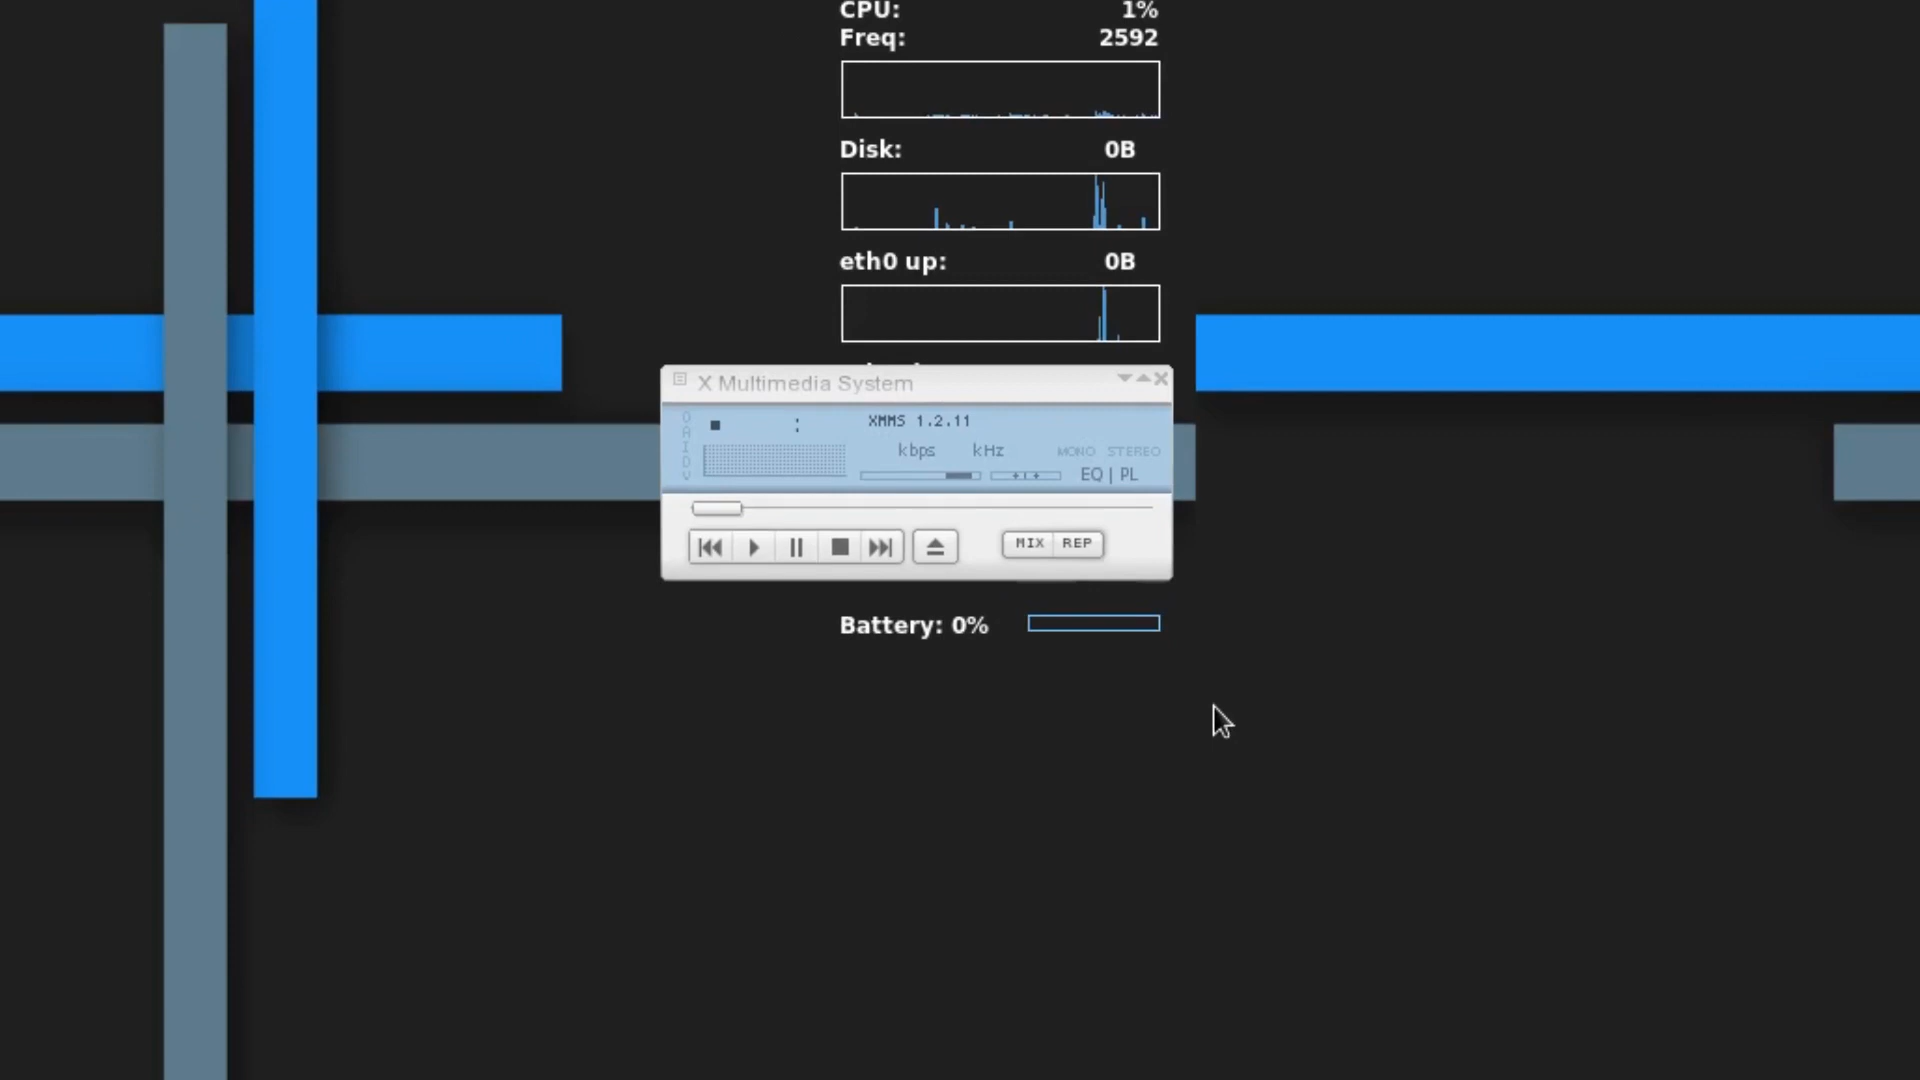 CPU: 1%
Freq: 2592
Disk: 0B
eth0 up: 0B
X Multimedia System
O
A
I
D
V
XMMS 1.2.11
kbps kHz MONO STEREO
EQ | PL
MIX REP
Battery: 0%